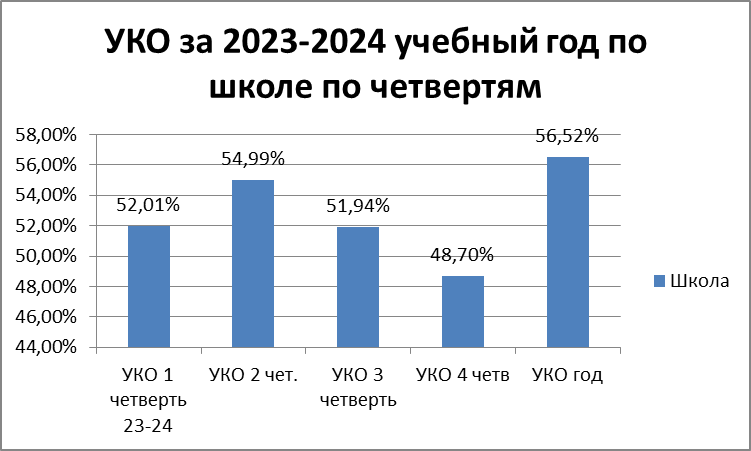 УКО за 2023-2024 учебный год по
школе по четвертям
58,00%
56,00%
54,00%
52,00%
50,00%
48,00%
46,00%
44,00%
52,01%
54,99%
51,94%
48,70%
56,52%
УКО 1
четверть
23-24
УКО 2 чет.
УКО 3
четверть
УКО 4 четв
УКО год
Школа